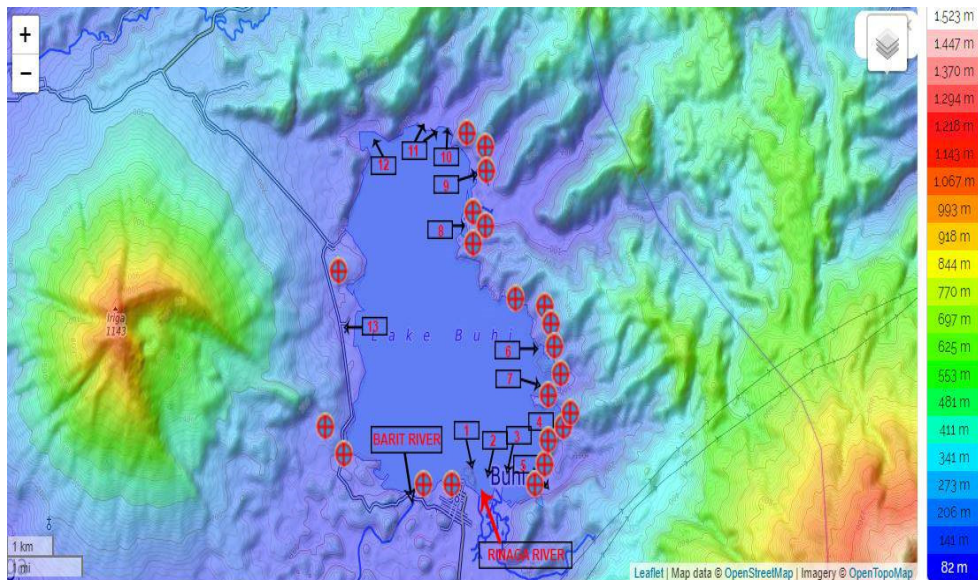 +
−
1,523 m
1,447 m
1,370 m
1,294 m
1,218 m
1,143 m
1,067 m
993 m
918 m
844 m
770 m
697 m
625 m
553 m
481 m
411 m
341 m
273 m
206 m
141 m
82 m
12
11
10
9
8
Iriga
1143
13
Lake Buhi
6
7
4
BARIT RIVER
1
2
3
5
Buhi
RINAGA RIVER
1 km
1 mi
Leaflet | Map data © OpenStreetMap | Imagery © OpenTopoMap